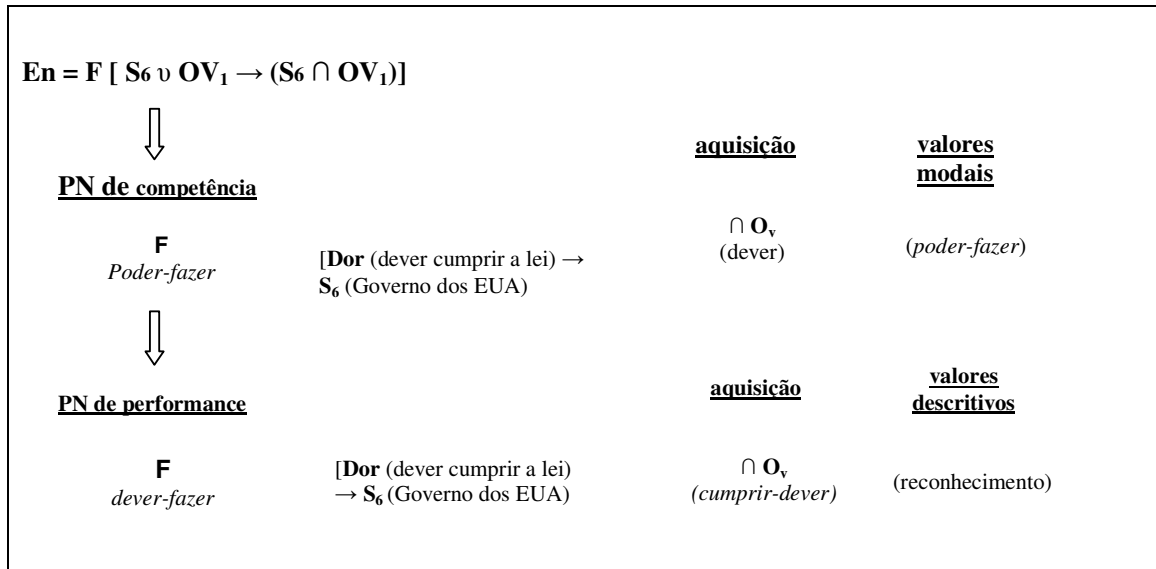 En = F [ S₆ υ OV₁ → (S₆ ∩ OV₁)]
aquisição
valores
modais
PN de competência
F
Poder-fazer
[Dor (dever cumprir a lei) →
S₆ (Governo dos EUA)
∩ Oᵥ
(dever)
(poder-fazer)
PN de performance
aquisição
valores
descritivos
F
dever-fazer
[Dor (dever cumprir a lei)
→ S₆ (Governo dos EUA)
∩ Oᵥ
(cumprir-dever)
(reconhecimento)